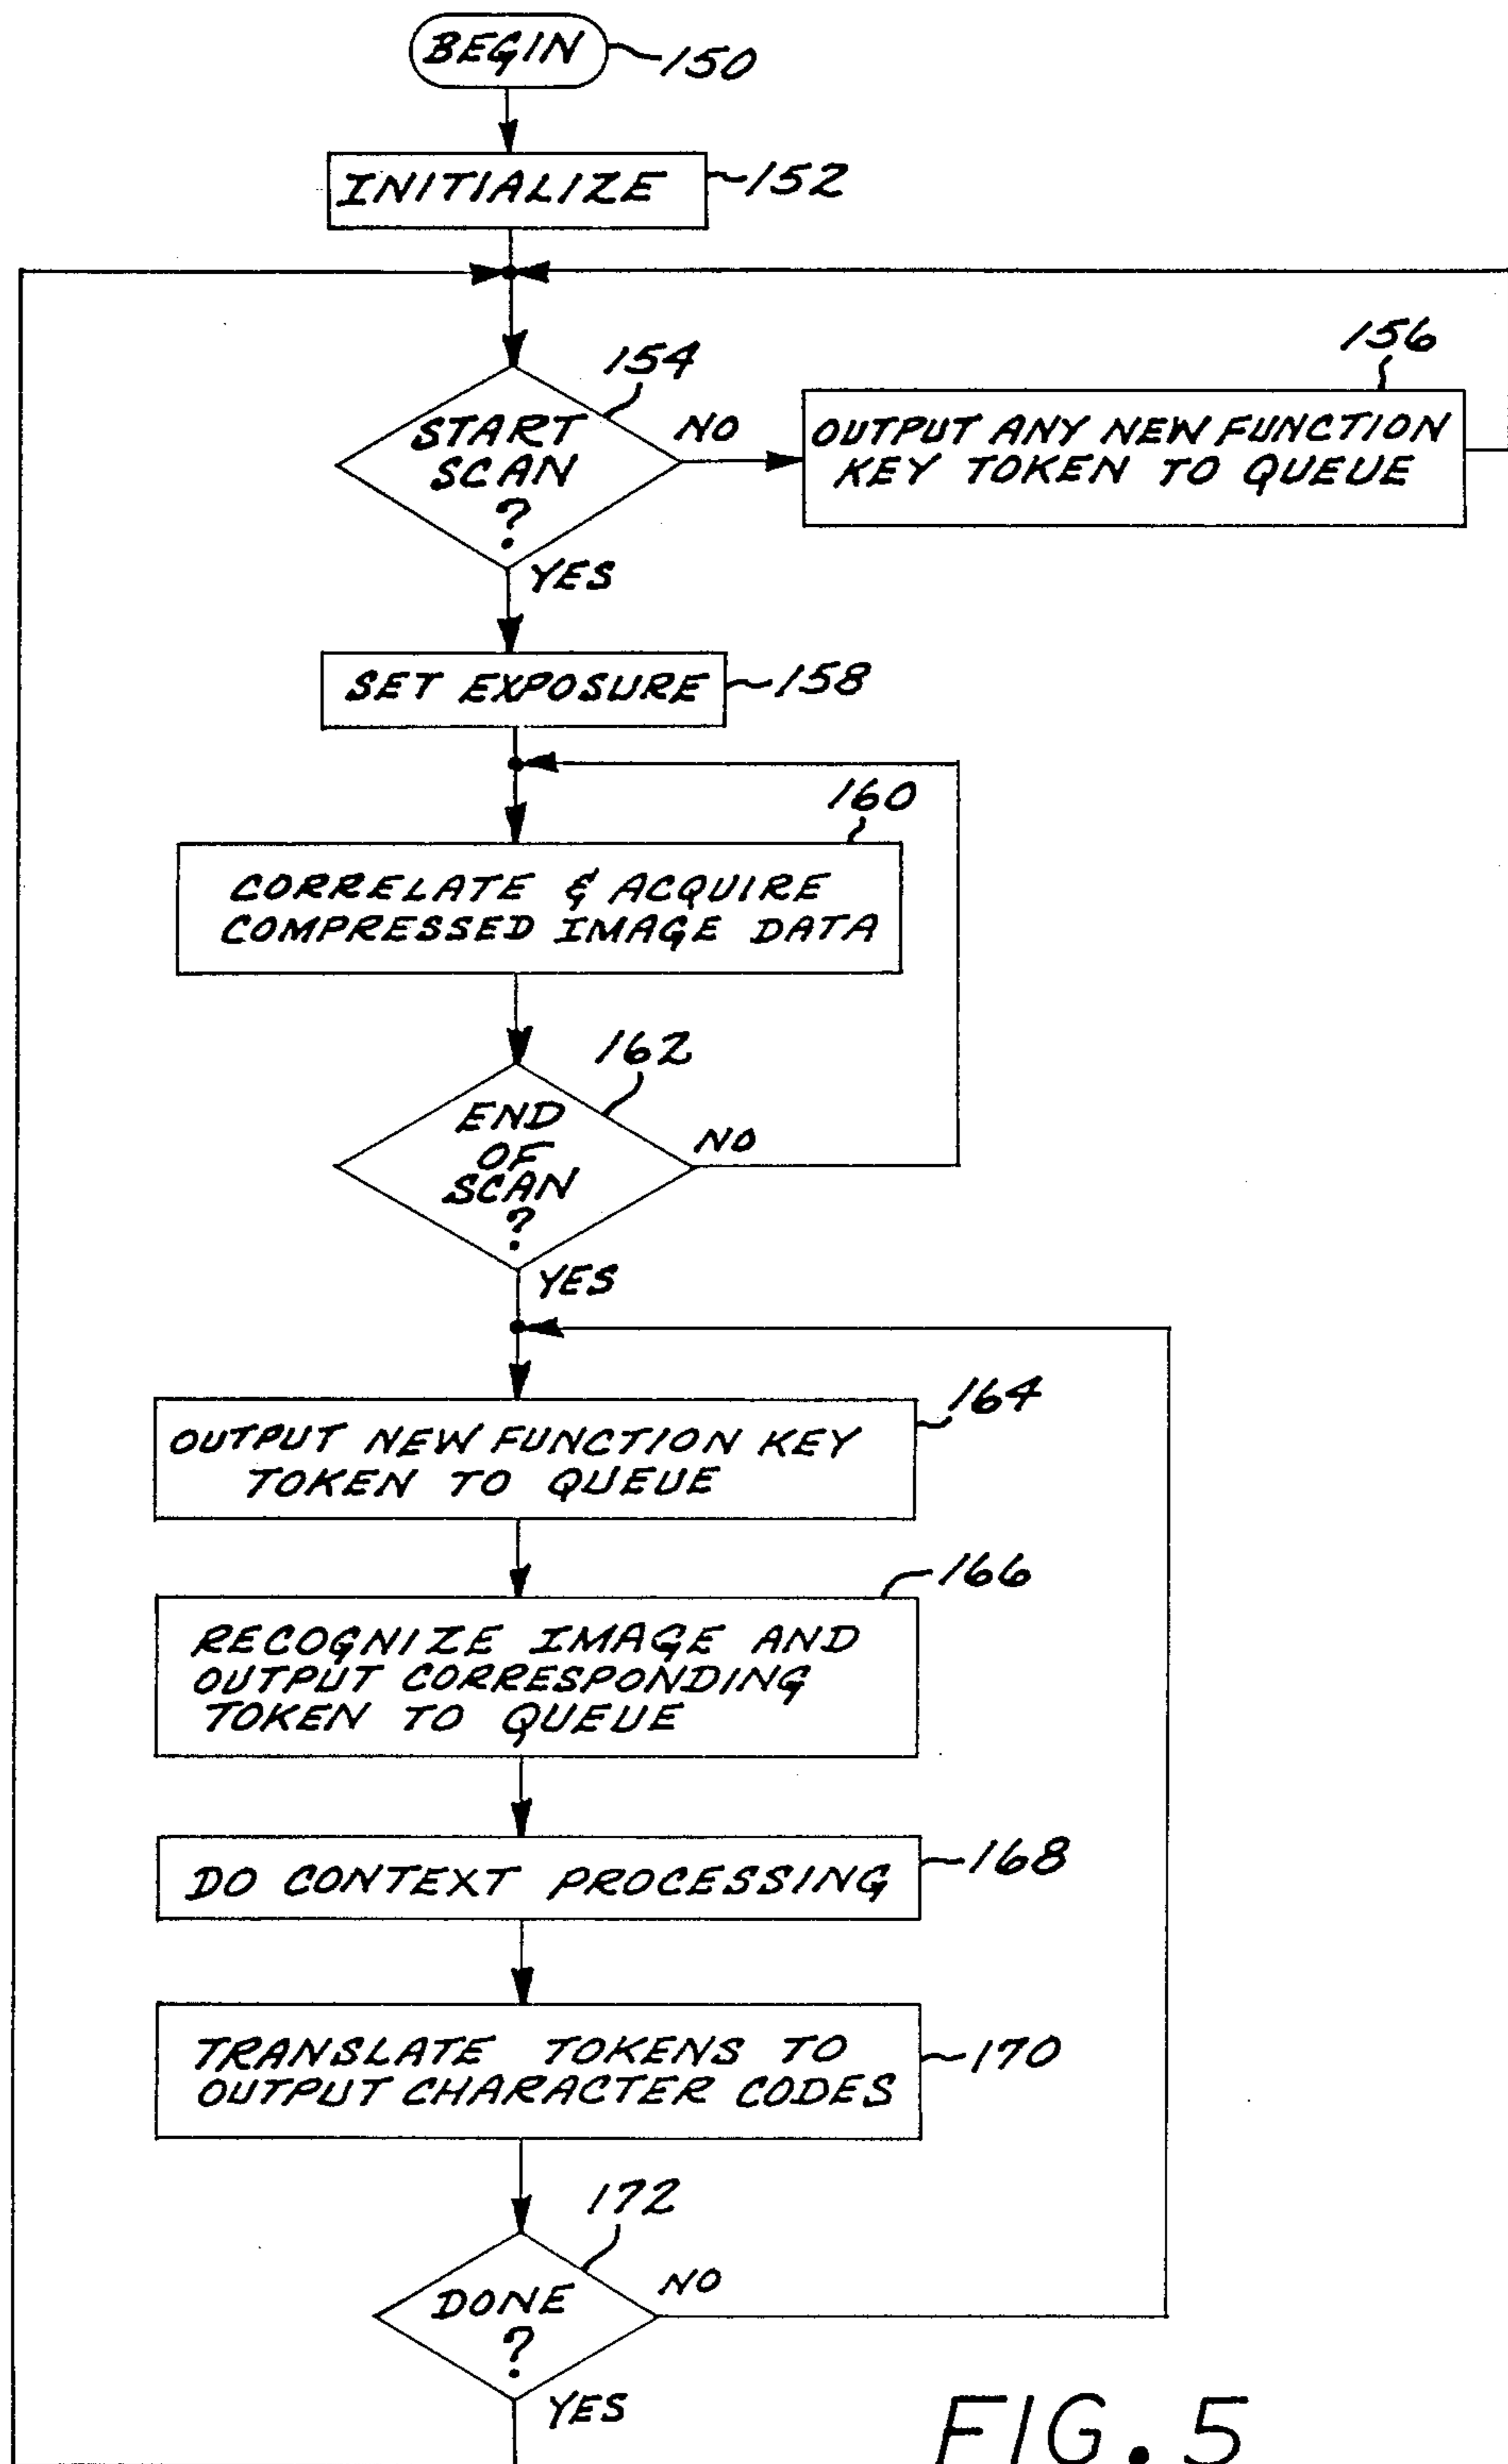 BEGIN
150
INITIALIZE
152
154
156
START
SCAN
?
NO
OUTPUT ANY NEW FUNCTION
KEY TOKEN TO QUEUE
YES
SET EXPOSURE
158
160
CORRELATE & ACQUIRE
COMPRESSED IMAGE DATA
162
END
OF
SCAN
?
NO
YES
164
OUTPUT NEW FUNCTION KEY
TOKEN TO QUEUE
166
RECOGNIZE IMAGE AND
OUTPUT CORRESPONDING
TOKEN TO QUEUE
DO CONTEXT PROCESSING
168
TRANSLATE TOKENS TO
OUTPUT CHARACTER CODES
170
172
DONE
?
NO
YES
FIG. 5